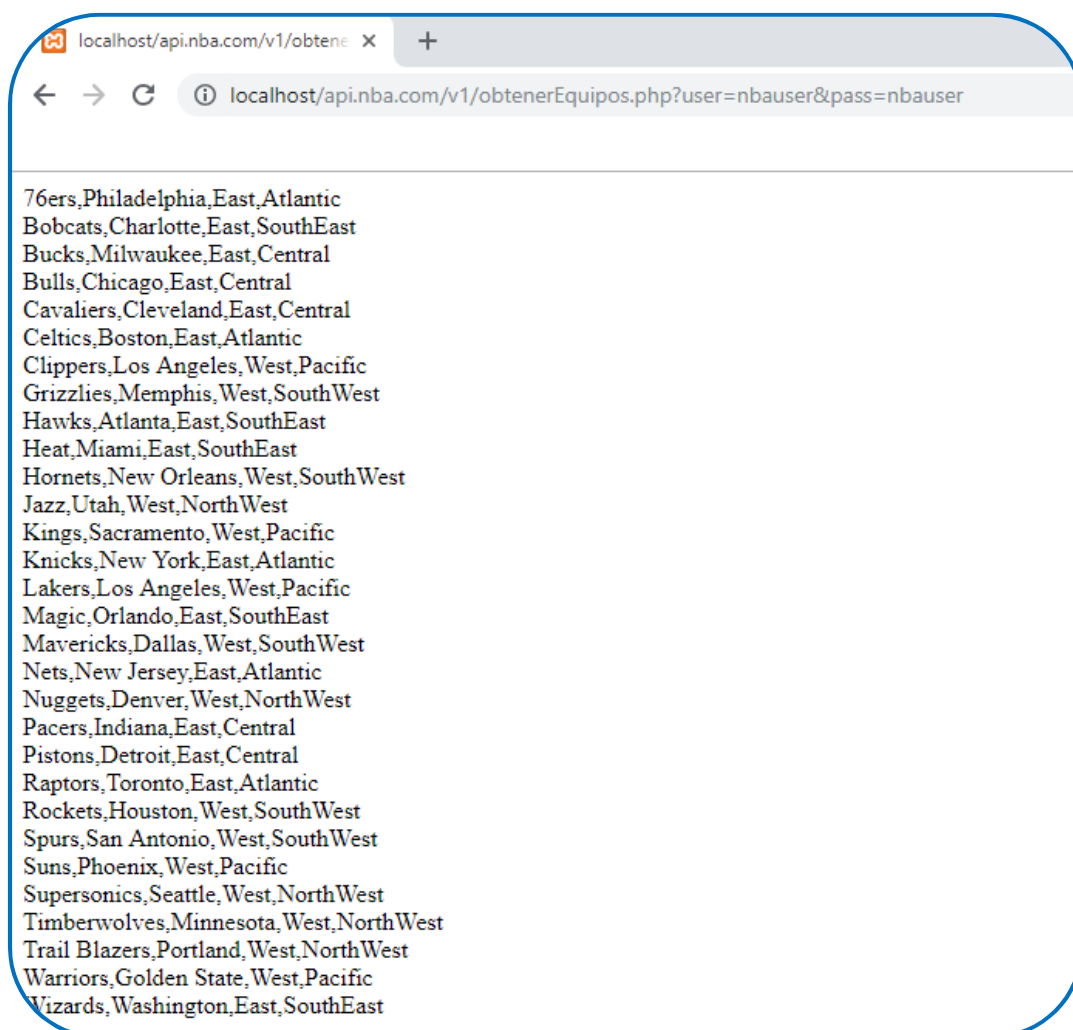 localhost/api.nba.com/v1/obtene
localhost/api.nba.com/v1/obtenerEquipos.php?user=nbauser&pass=nbauser
76ers,Philadelphia,East,Atlantic
Bobcats,Charlotte,East,SouthEast
Bucks,Milwaukee,East,Central
Bulls,Chicago,East,Central
Cavaliers,Cleveland,East,Central
Celtics,Boston,East,Atlantic
Clippers,Los Angeles,West,Pacific
Grizzlies,Memphis,West,SouthWest
Hawks,Atlanta,East,SouthEast
Heat,Miami,East,SouthEast
Hornets,New Orleans,West,SouthWest
Jazz,Utah,West,NorthWest
Kings,Sacramento,West,Pacific
Knicks,New York,East,Atlantic
Lakers,Los Angeles,West,Pacific
Magic,Orlando,East,SouthEast
Mavericks,Dallas,West,SouthWest
Nets,New Jersey,East,Atlantic
Nuggets,Denver,West,NorthWest
Pacers,Indiana,East,Central
Pistons,Detroit,East,Central
Raptors,Toronto,East,Atlantic
Rockets,Houston,West,SouthWest
Spurs,San Antonio,West,SouthWest
Suns,Phoenix,West,Pacific
Supersonics,Seattle,West,NorthWest
Timberwolves,Minnesota,West,NorthWest
Trail Blazers,Portland,West,NorthWest
Warriors,Golden State,West,Pacific
Wizards,Washington,East,SouthEast